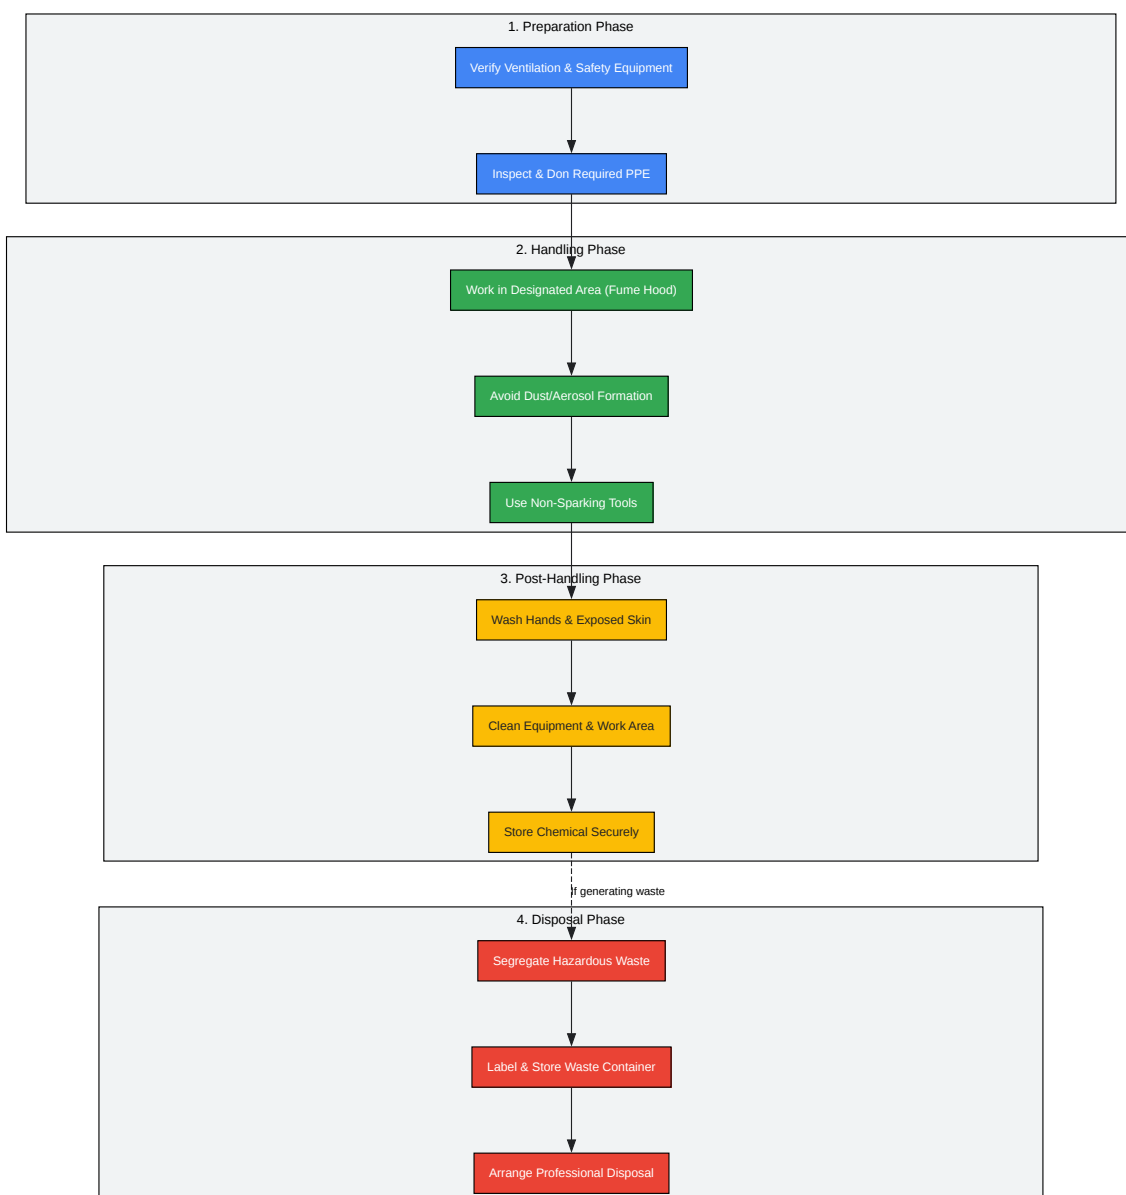 1. Preparation Phase
Verify Ventilation & Safety Equipment
Inspect & Don Required PPE
2. Handling Phase
Work in Designated Area (Fume Hood)
Avoid Dust/Aerosol Formation
Use Non-Sparking Tools
3. Post-Handling Phase
Wash Hands & Exposed Skin
Clean Equipment & Work Area
Store Chemical Securely
If generating waste
4. Disposal Phase
Segregate Hazardous Waste
Label & Store Waste Container
Arrange Professional Disposal